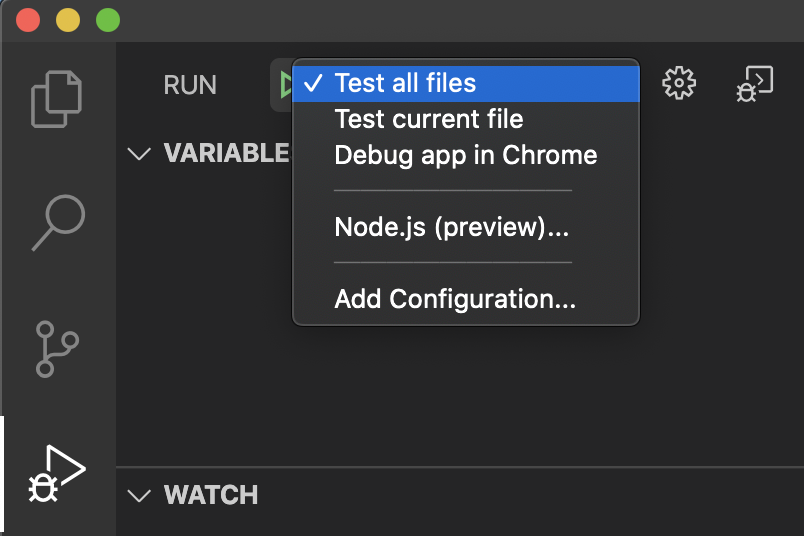 RUN
Test all files
Test current file
Debug app in Chrome
Node.js (preview)...
Add Configuration...
VARIABLE
WATCH